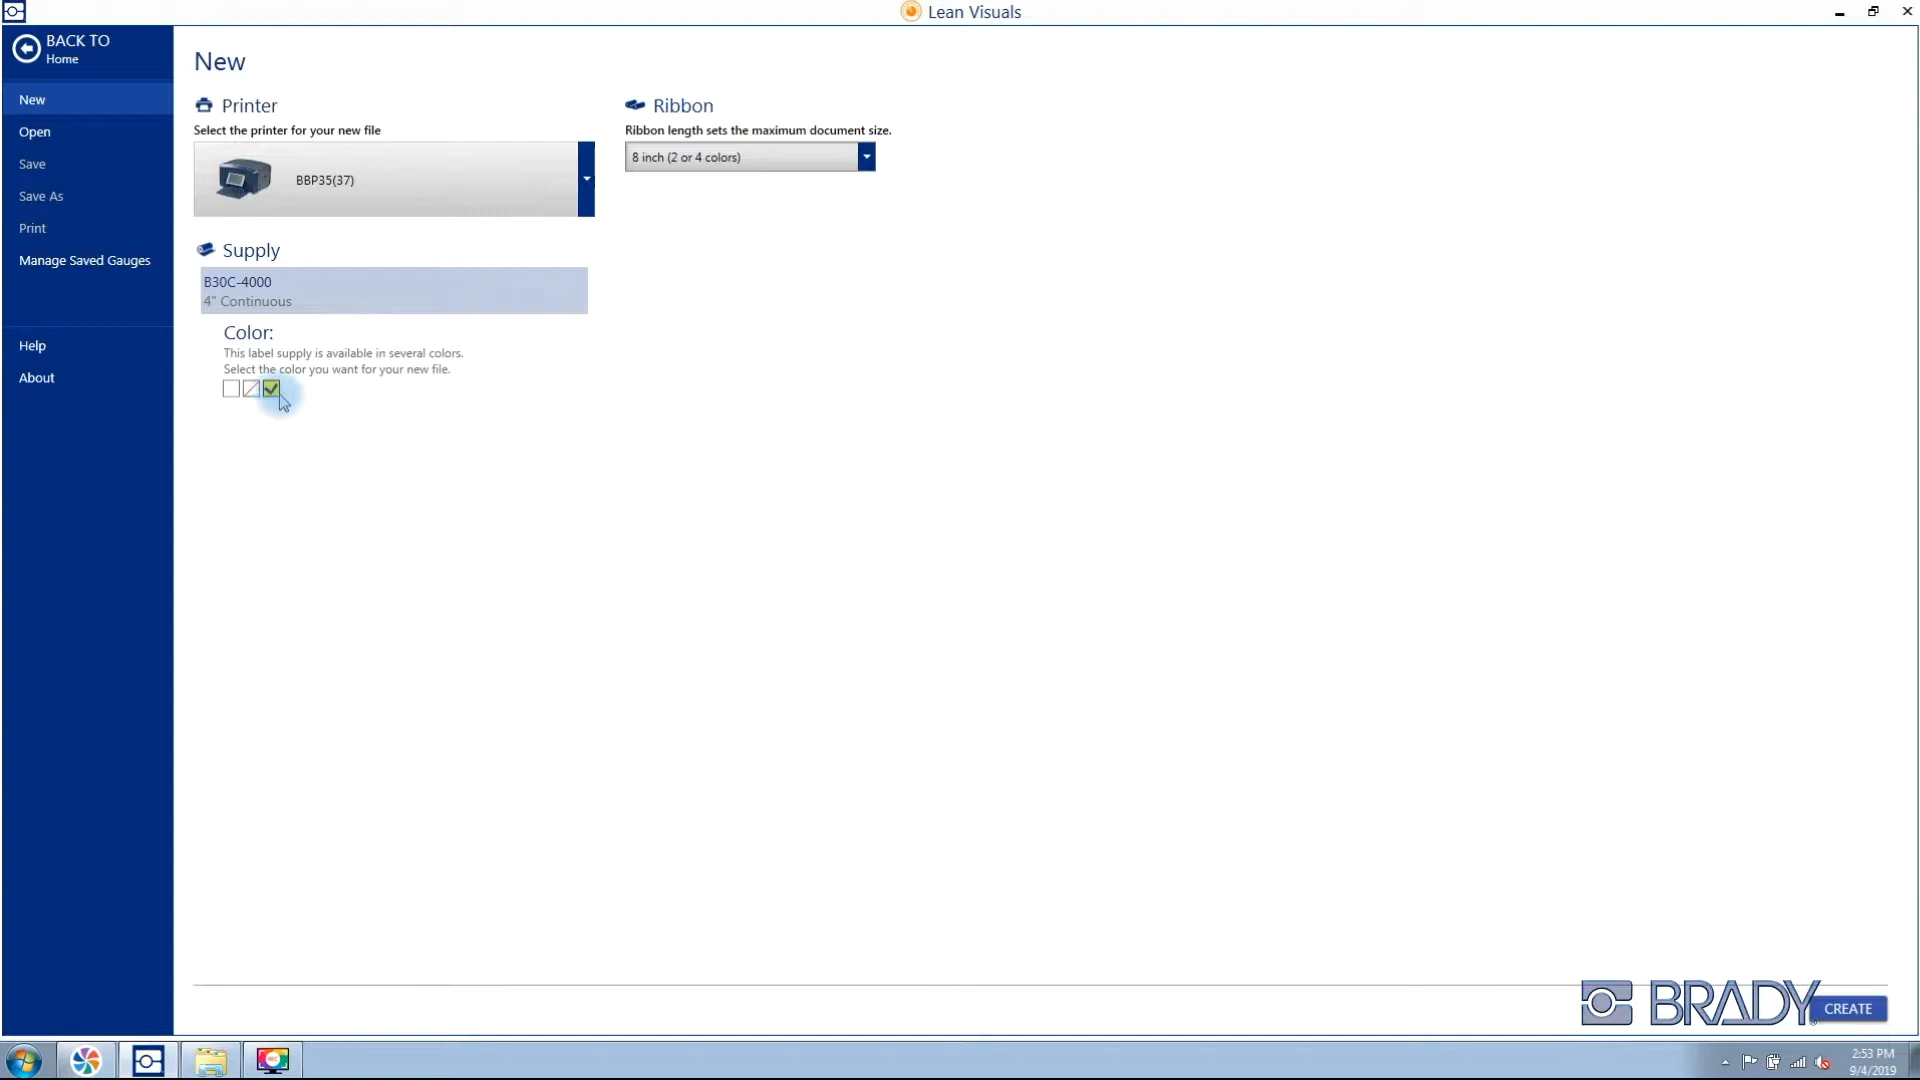 Lean Visuals
BACK TO
Home
New
Open
Save
Save As
Print
Manage Saved Gauges
Help
About
New
Printer
Select the printer for your new file
BBP35(37)
Ribbon
Ribbon length sets the maximum document size.
8 inch (2 or 4 colors)
Supply
B30C-4000
4" Continuous
Color:
This label supply is available in several colors.
Select the color you want for your new file.
BRADY
CREATE
REC
2:53 PM
9/4/2019